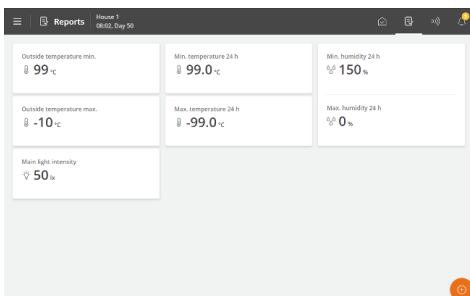 Reports
House 1
08:02, Day 50
Outside temperature min.
99 °C
Min. temperature 24 h
99.0 °C
Min. humidity 24 h
150 %
Outside temperature max.
-10 °C
Max. temperature 24 h
-99.0 °C
Max. humidity 24 h
0 %
Main light intensity
50 lx